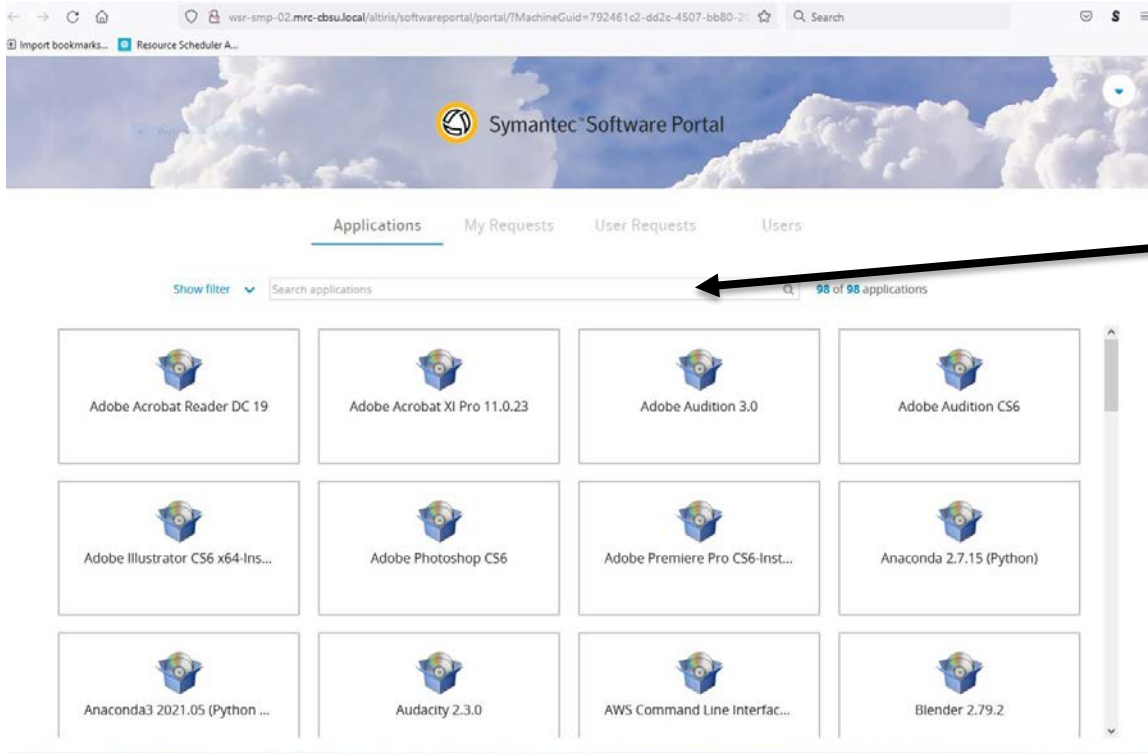 wsr-smp-02.mrc-cbsu.local/altiris/softwareportal/portal/?MachineGuid=792461c2-dd2c-4507-bb80-2
Search
S
Import bookmarks...
Resource Scheduler A...
Symantec™ Software Portal
Applications
My Requests
User Requests
Users
Show filter
Search applications
98 of 98 applications
Adobe Acrobat Reader DC 19
Adobe Acrobat XI Pro 11.0.23
Adobe Audition 3.0
Adobe Audition CS6
Adobe Illustrator CS6 x64-Ins...
Adobe Photoshop CS6
Adobe Premiere Pro CS6-Inst...
Anaconda 2.7.15 (Python)
Anaconda3 2021.05 (Python ...
Audacity 2.3.0
AWS Command Line Interfac...
Blender 2.79.2